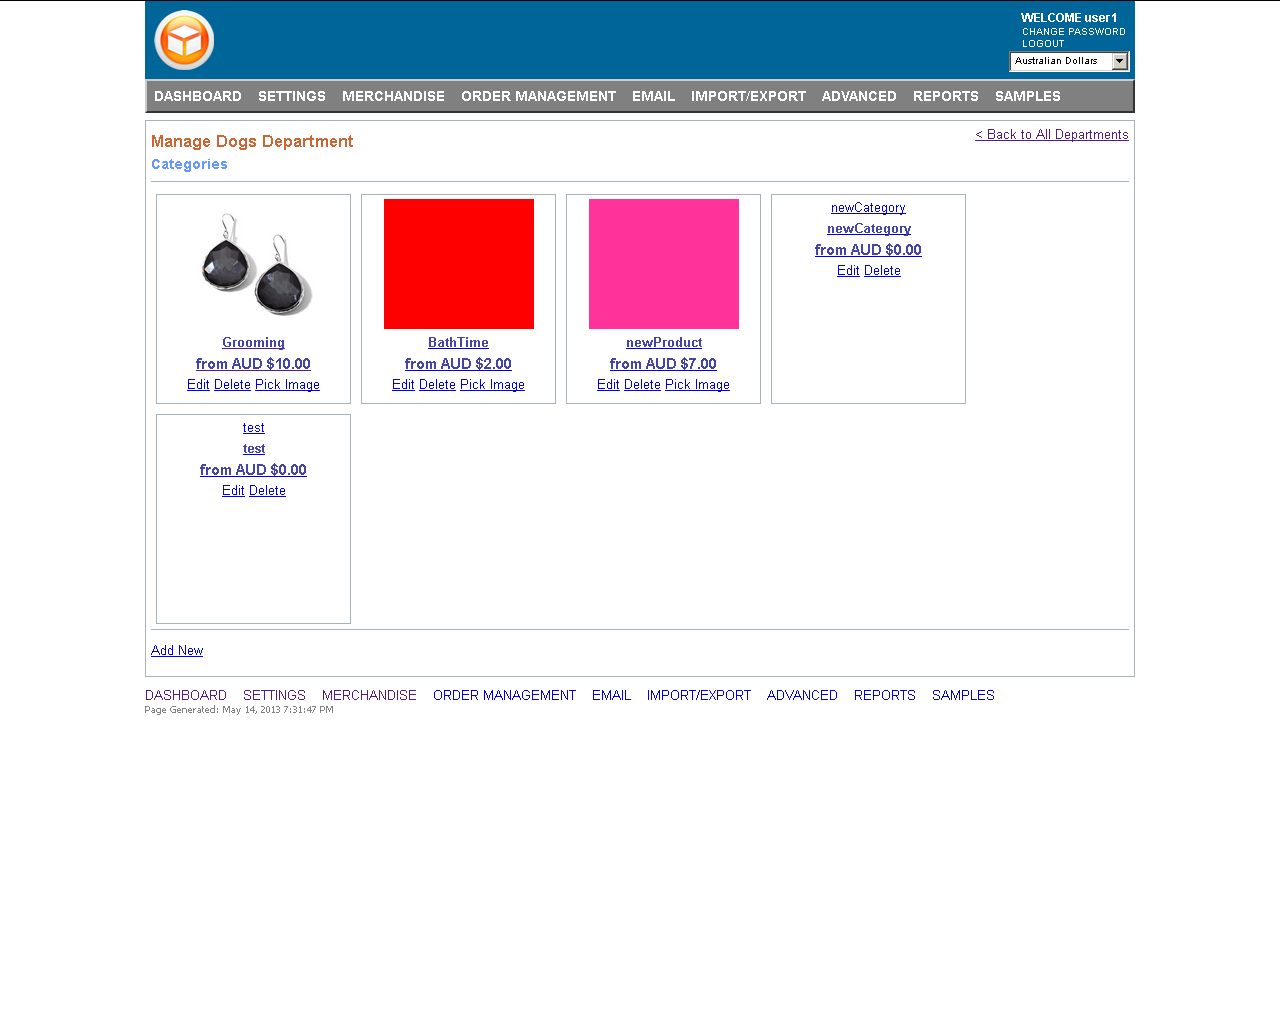 WELCOME user1
CHANGE PASSWORD
LOGOUT
Australian Dollars
DASHBOARD SETTINGS MERCHANDISE ORDER MANAGEMENT EMAIL IMPORT/EXPORT ADVANCED REPORTS SAMPLES
Manage Dogs Department
< Back to All Departments
Categories
Grooming
from AUD $10.00
Edit Delete Pick Image
BathTime
from AUD $2.00
Edit Delete Pick Image
newProduct
from AUD $7.00
Edit Delete Pick Image
newCategory
newCategory
from AUD $0.00
Edit Delete
test
test
from AUD $0.00
Edit Delete
Add New
DASHBOARD SETTINGS MERCHANDISE ORDER MANAGEMENT EMAIL IMPORT/EXPORT ADVANCED REPORTS SAMPLES
Page Generated: May 14, 2013 7:31:47 PM